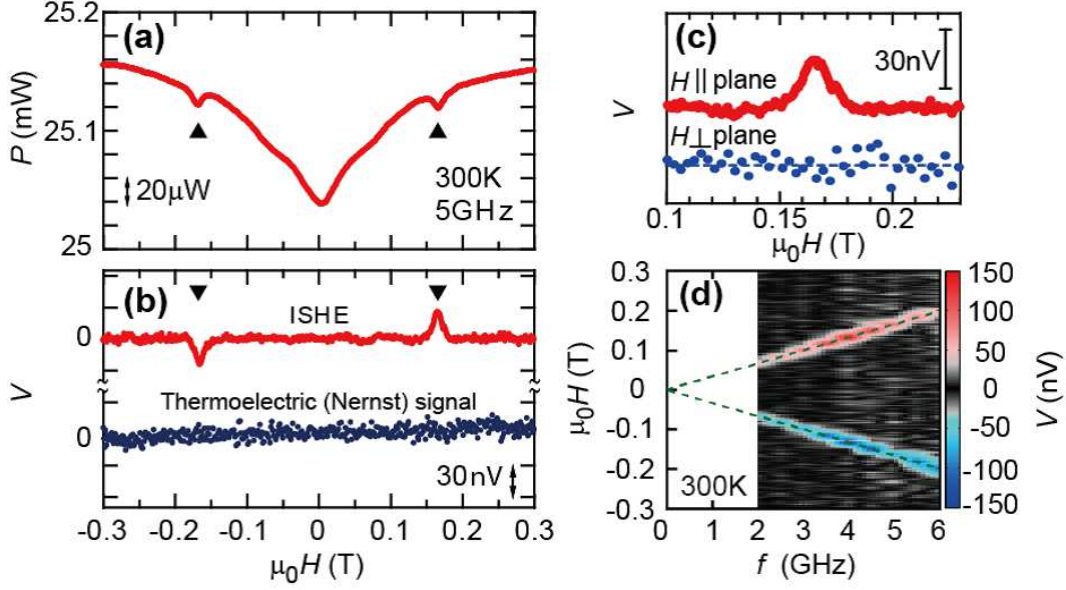 (a)
25.2
25.1
25
P (mW)
20μW
300K
5GHz
(b)
ISHE
0
V
Thermoelectric (Nernst) signal
0
30nV
-0.3 -0.2 -0.1 0 0.1 0.2 0.3
μ0H (T)
(c)
30nV
H || plane
V
H⊥plane
0.1 0.15 0.2
μ0H (T)
(d)
0.3
0.2
0.1
0
-0.1
-0.2
-0.3
μ0H (T)
300K
0 1 2 3 4 5 6
f (GHz)
150
100
50
0
-50
-100
-150
V (nV)